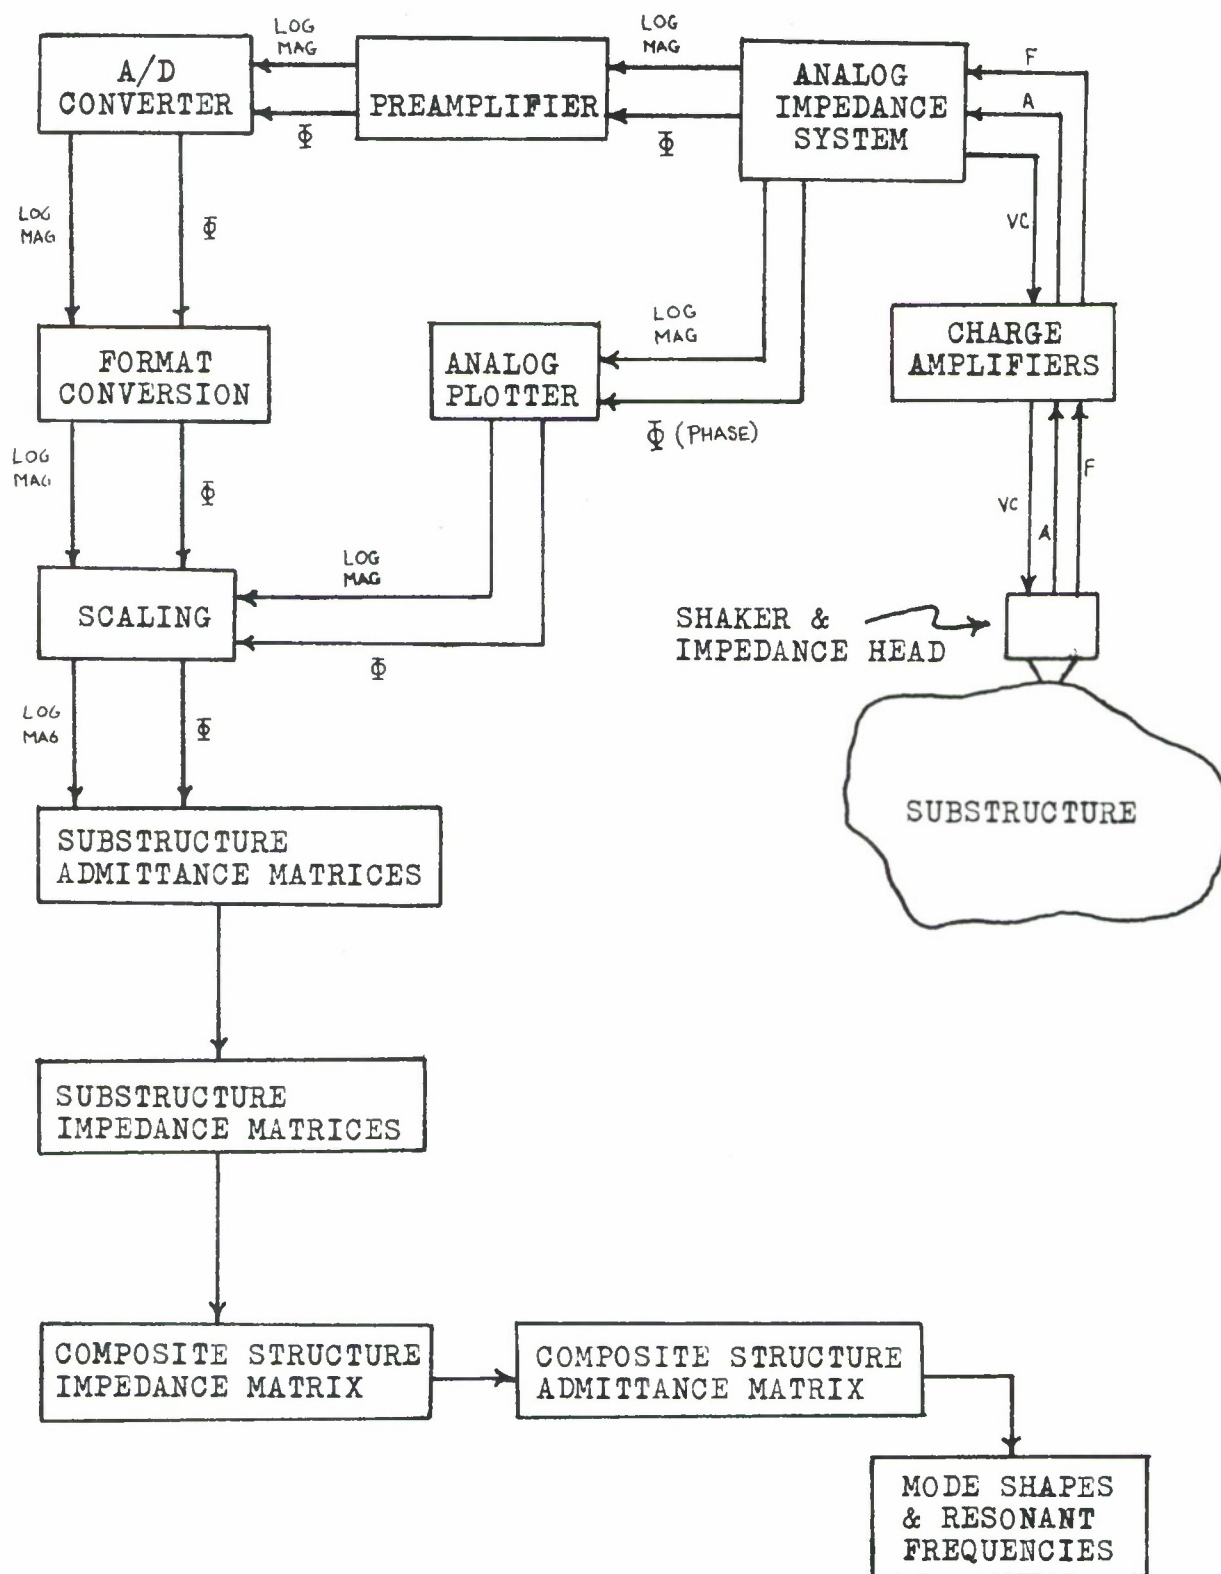 LOG
MAG
LOG
MAG
A/D
CONVERTER
PREAMPLIFIER
ANALOG
IMPEDANCE
SYSTEM
F
A
Φ
Φ
LOG
MAG
Φ
VC
LOG
MAG
CHARGE
AMPLIFIERS
FORMAT
CONVERSION
ANALOG
PLOTTER
Φ (PHASE)
LOG
MAG
Φ
VC
A
F
LOG
MAG
SCALING
Φ
SHAKER &
IMPEDANCE HEAD
LOG
MAG
Φ
SUBSTRUCTURE
SUBSTRUCTURE
ADMITTANCE MATRICES
SUBSTRUCTURE
IMPEDANCE MATRICES
COMPOSITE STRUCTURE
IMPEDANCE MATRIX
COMPOSITE STRUCTURE
ADMITTANCE MATRIX
MODE SHAPES
& RESONANT
FREQUENCIES